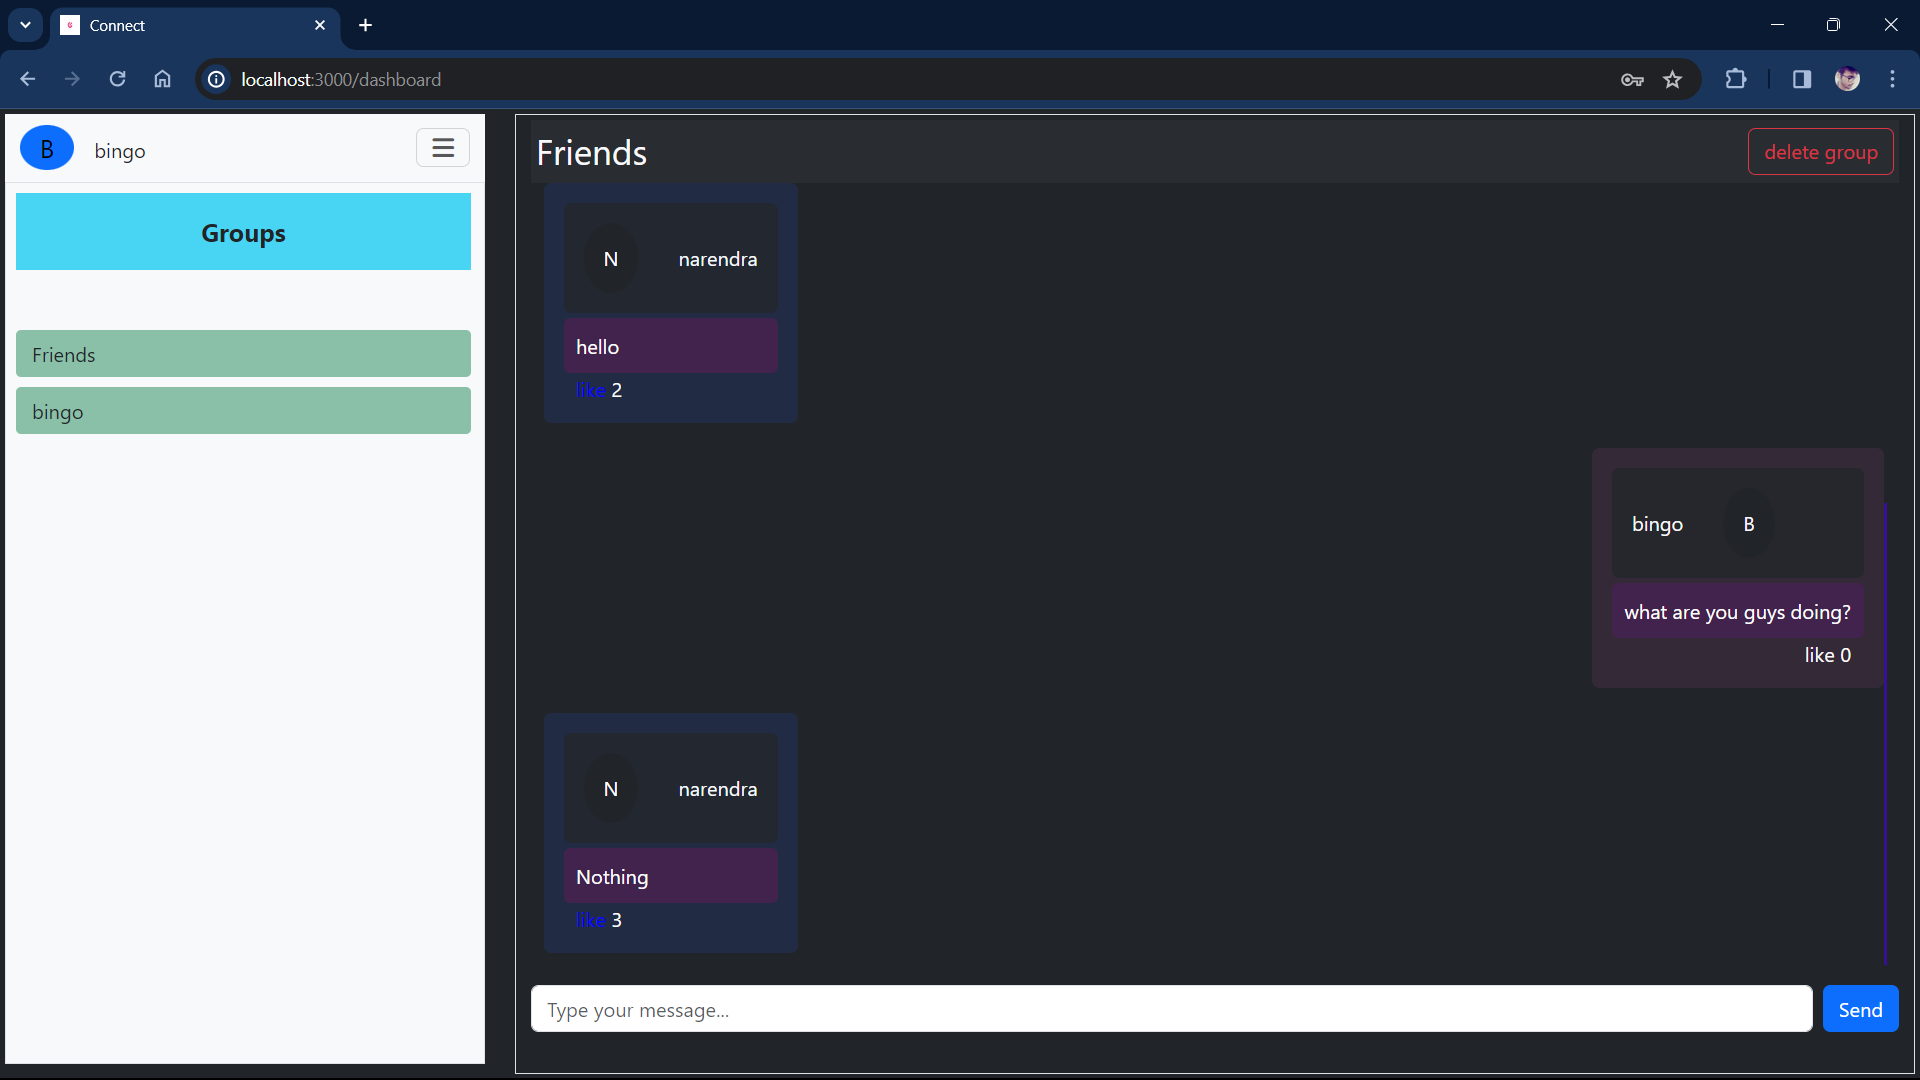 Connect
localhost:3000/dashboard
B bingo
Groups
Friends
bingo
Friends
delete group
N narendra
hello
like 2
bingo B
what are you guys doing?
like 0
N narendra
Nothing
like 3
Type your message...
Send